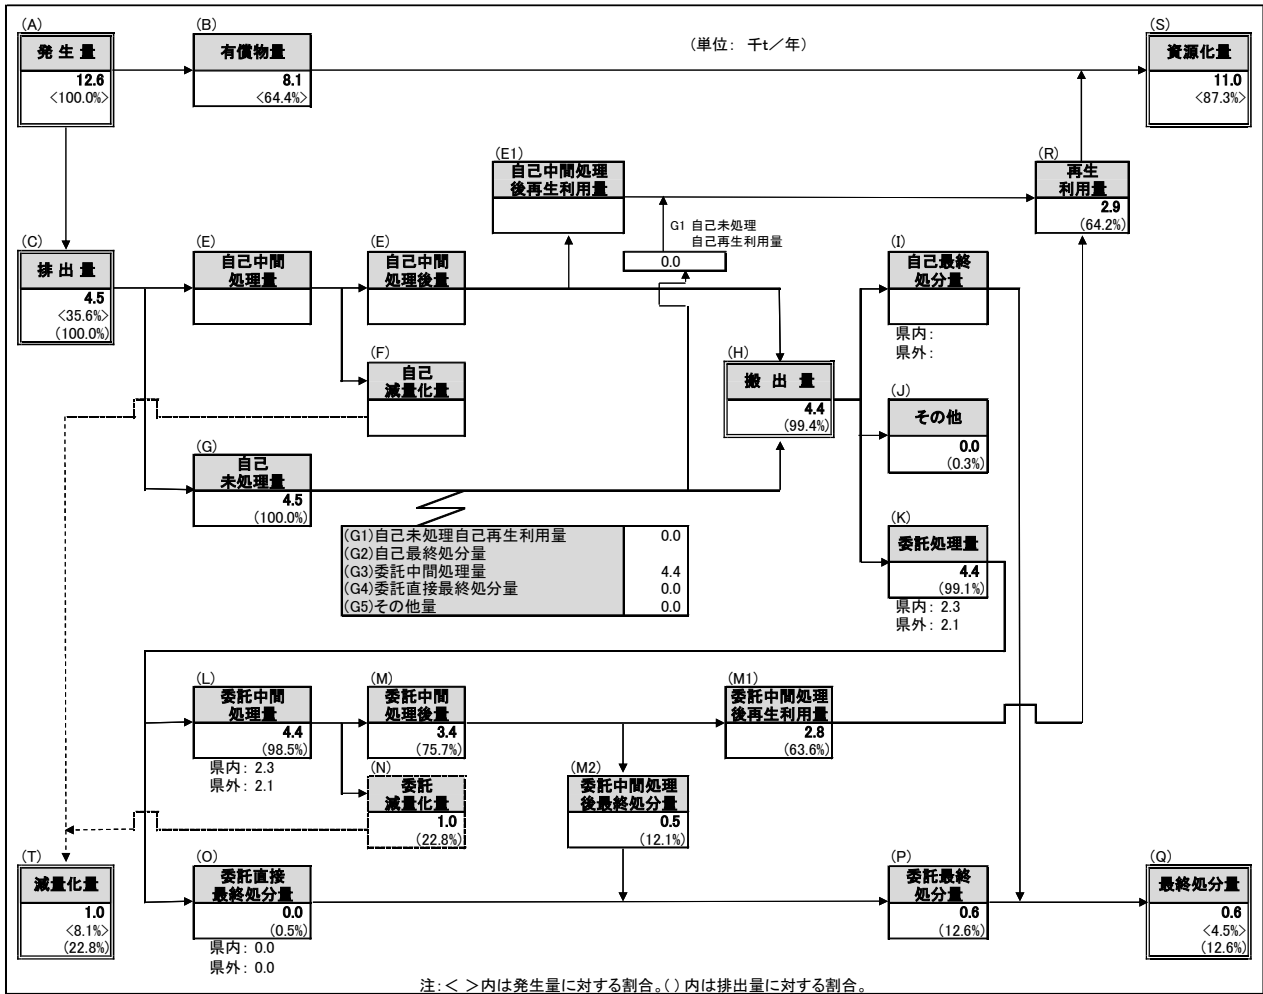 (A)
発 生 量
12.6
<100.0%>
(B)
有償物量
8.1
<64.4%>
(単位: 千t/年)
(S)
資源化量
11.0
<87.3%>
(E1)
自己中間処理
後再生利用量
(R)
再生
利用量
2.9
(64.2%)
G1 自己未処理
自己再生利用量
0.0
(C)
排 出 量
4.5
<35.6%>
(100.0%)
(E)
自己中間
処理量
(E)
自己中間
処理後量
(I)
自己最終
処分量
県内:
県外:
(F)
自己
減量化量
(H)
搬 出 量
4.4
(99.4%)
(J)
その他
0.0
(0.3%)
(G)
自己
未処理量
4.5
(100.0%)
(G1)自己未処理自己再生利用量 0.0
(G2)自己最終処分量
(G3)委託中間処理量 4.4
(G4)委託直接最終処分量 0.0
(G5)その他量 0.0
(K)
委託処理量
4.4
(99.1%)
県内: 2.3
県外: 2.1
(L)
委託中間
処理量
4.4
(98.5%)
県内: 2.3
県外: 2.1
(M)
委託中間
処理後量
3.4
(75.7%)
(M1)
委託中間処理
後再生利用量
2.8
(63.6%)
(N)
委託
減量化量
1.0
(22.8%)
(M2)
委託中間処理
後最終処分量
0.5
(12.1%)
(T)
減量化量
1.0
<8.1%>
(22.8%)
(O)
委託直接
最終処分量
0.0
(0.5%)
県内: 0.0
県外: 0.0
(P)
委託最終
処分量
0.6
(12.6%)
(Q)
最終処分量
0.6
<4.5%>
(12.6%)
注:< >内は発生量に対する割合。( )内は排出量に対する割合。